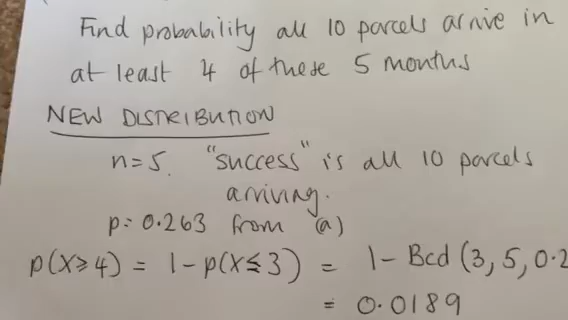 Find probability all 10 parcels arrive in
at least 4 of these 5 months
NEW DISTRIBUTION
n=5. "success" is all 10 parcels
arriving.
p=0.263 from (a)
p(X≥4) = 1-p(X≤3) = 1-Bcd (3, 5, 0.2
= 0.0189